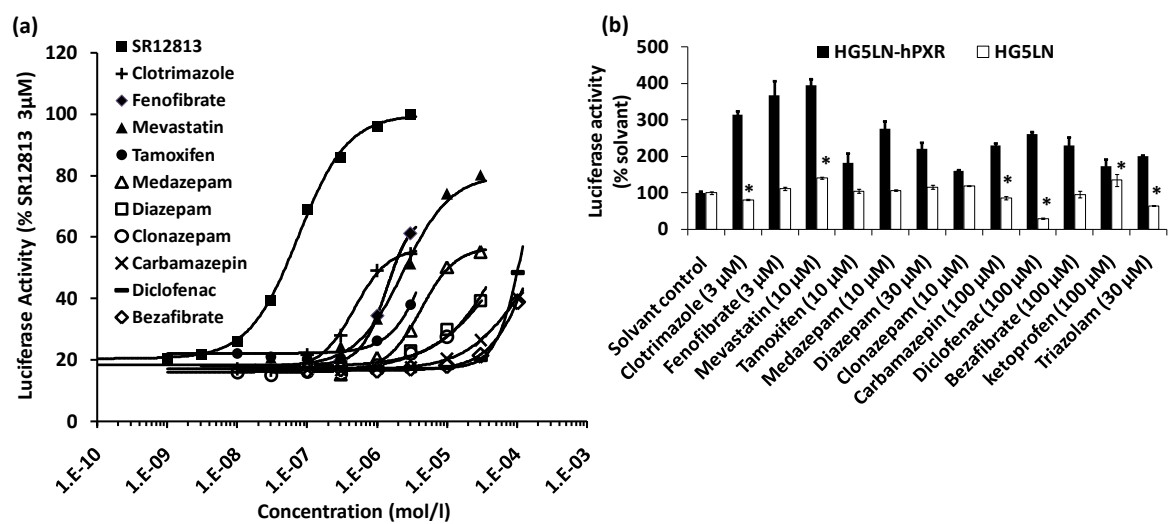 (a)
120
100
80
60
40
20
0
Luciferase Activity (% SR12813 3µM)
SR12813
Clotrimazole
Fenofibrate
Mevastatin
Tamoxifen
Medazepam
Diazepam
Clonazepam
Carbamazepin
Diclofenac
Bezafibrate
1.E-10
1.E-09
1.E-08
1.E-07
1.E-06
1.E-05
1.E-04
1.E-03
Concentration (mol/l)
(b)
500
400
300
200
100
0
Luciferase activity
(% solvant)
HG5LN-hPXR
HG5LN
*
*
*
*
*
*
Solvant control
Clotrimazole (3 µM)
Fenofibrate (3 µM)
Mevastatin (10 µM)
Tamoxifen (10 µM)
Medazepam (10 µM)
Diazepam (30 µM)
Clonazepam (10 µM)
Carbamazepin (100 µM)
Diclofenac (100 µM)
Bezafibrate (100 µM)
ketoprofen (100 µM)
Triazolam (30 µM)